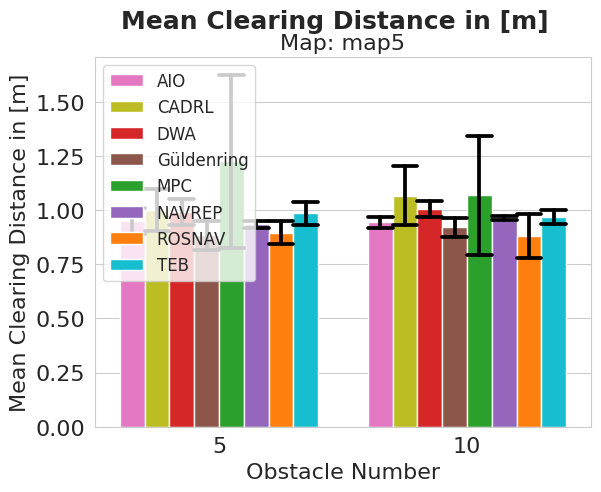 Mean Clearing Distance in [m]
Map: map5
Mean Clearing Distance in [m]
1.50
1.25
1.00
0.75
0.50
0.25
0.00
AIO
CADRL
DWA
Güldenring
MPC
NAVREP
ROSNAV
TEB
5
10
Obstacle Number